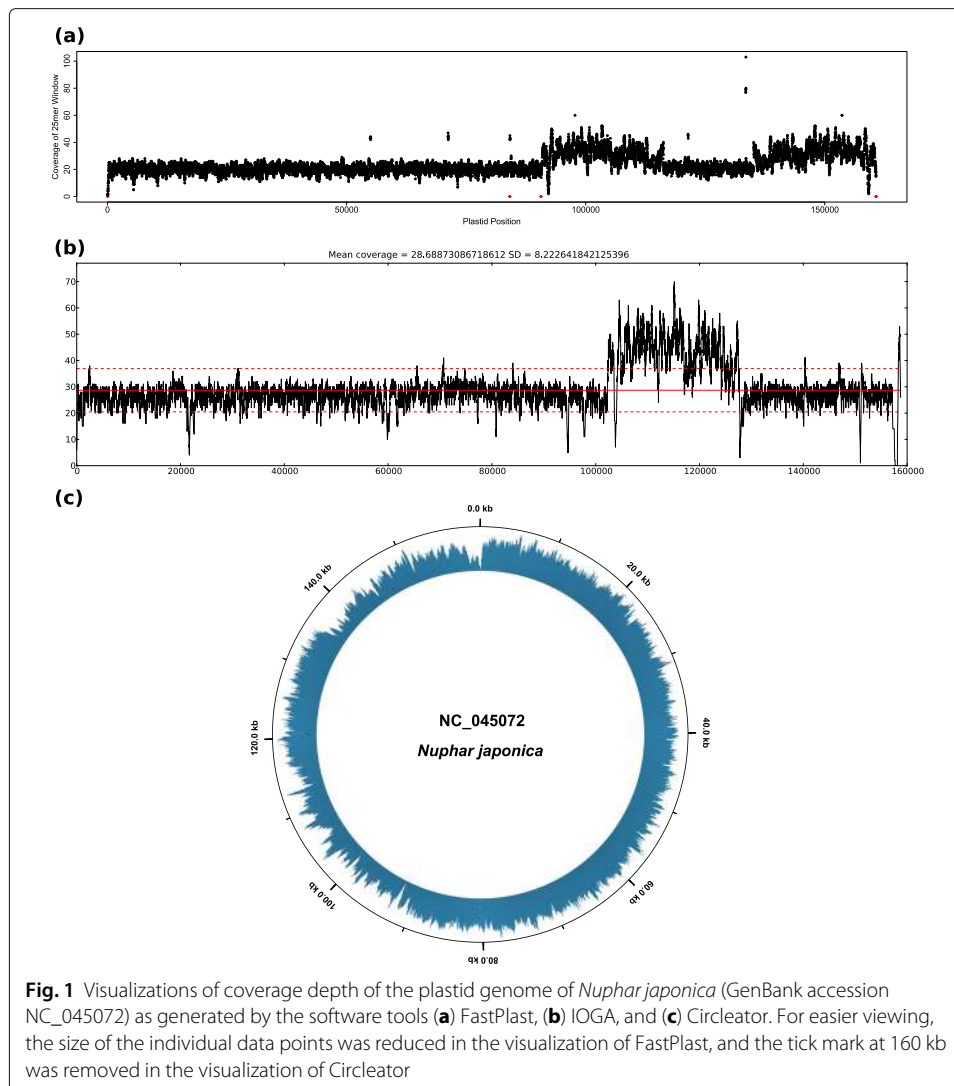 (a)
Coverage of 25mer Window
100
80
60
40
20
0
0 50000 100000 150000
Plastid Position
(b)
Mean coverage = 28.68873086718612 SD = 8.222641842125396
70
60
50
40
30
20
10
0
0 20000 40000 60000 80000 100000 120000 140000 160000
(c)
0.0 kb
20.0 kb
40.0 kb
60.0 kb
80.0 kb
100.0 kb
120.0 kb
140.0 kb
NC_045072
Nuphar japonica
Fig. 1 Visualizations of coverage depth of the plastid genome of Nuphar japonica (GenBank accession
NC_045072) as generated by the software tools (a) FastPlast, (b) IOGA, and (c) Circleator. For easier viewing,
the size of the individual data points was reduced in the visualization of FastPlast, and the tick mark at 160 kb
was removed in the visualization of Circleator